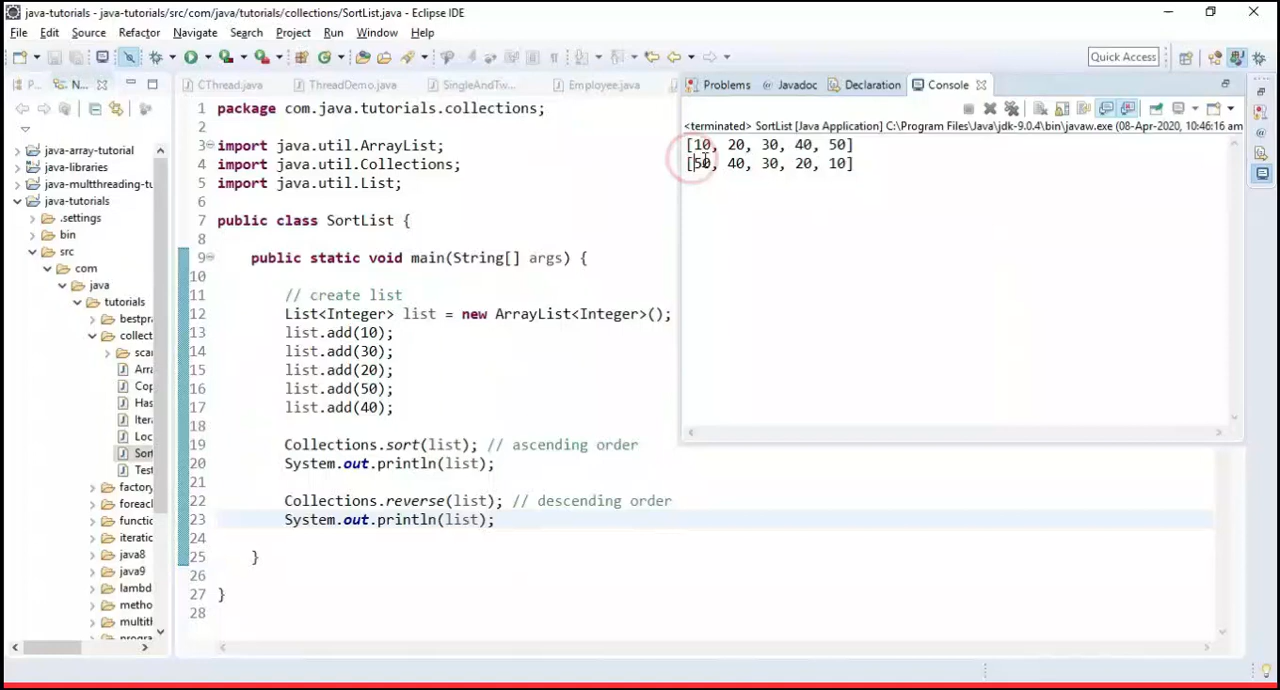 java-tutorials - java-tutorials/src/com/java/tutorials/collections/SortList.java - Eclipse IDE
File Edit Source Refactor Navigate Search Project Run Window Help
Quick Access
P... N...
CThread.java ThreadDemo.java SingleAndTw... Employee.java
Problems @ Javadoc Declaration Console
<terminated> SortList [Java Application] C:\Program Files\Java\jdk-9.0.4\bin\javaw.exe (08-Apr-2020, 10:46:16 am
[10, 20, 30, 40, 50]
[50, 40, 30, 20, 10]
java-array-tutorial
java-libraries
java-multthreading-tu
java-tutorials
.settings
bin
src
com
java
tutorials
bestpr
collect
sca
Arra
Cop
Has
Itera
Loc
Sort
Test
factory
foreach
functio
iteratic
java8
java9
lambd
metho
multith
1 package com.java.tutorials.collections;
2
3 import java.util.ArrayList;
4 import java.util.Collections;
5 import java.util.List;
6
7 public class SortList {
8
9 public static void main(String[] args) {
10
11 // create list
12 List<Integer> list = new ArrayList<Integer>();
13 list.add(10);
14 list.add(30);
15 list.add(20);
16 list.add(50);
17 list.add(40);
18
19 Collections.sort(list); // ascending order
20 System.out.println(list);
21
22 Collections.reverse(list); // descending order
23 System.out.println(list);
24
25 }
26
27 }
28